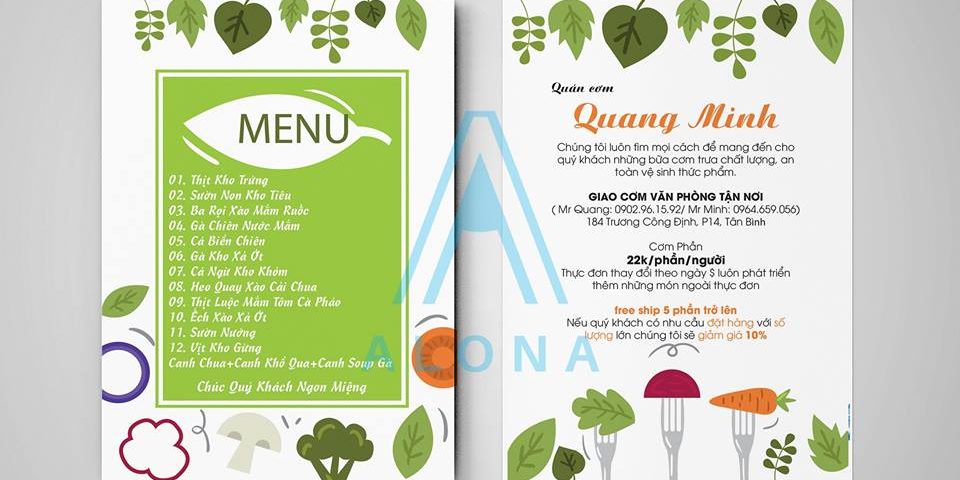 MENU
01. Thịt Kho Trứng
02. Sườn Non Kho Tiêu
03. Ba Rọi Xào Mắm Ruốc
04. Gà Chiên Nước Mắm
05. Cá Biển Chiên
06. Gà Kho Xả Ớt
07. Cá Ngừ Kho Khóm
08. Heo Quay Xào Cải Chua
09. Thịt Luộc Mắm Tôm Cà Pháo
10. Ếch Xào Xả Ớt
11. Sườn Nướng
12. Vịt Kho Gừng
Canh Chua+Canh Khổ Qua+Canh Soup Gà
Chúc Quý Khách Ngon Miệng
Quán cơm
Quang Minh
Chúng tôi luôn tìm mọi cách để mang đến cho
quý khách những bữa cơm trưa chất lượng, an
toàn vệ sinh thức phẩm.
GIAO CƠM VĂN PHÒNG TẬN NƠI
( Mr Quang: 0902.96.15.92/ Mr Minh: 0964.659.056)
184 Trương Công Định, P14, Tân Bình
Cơm Phần
22k/phần/người
Thực đơn thay đổi theo ngày $ luôn phát triển
thêm những món ngoài thực đơn
free ship 5 phần trở lên
Nếu quý khách có nhu cầu đặt hàng với số
lượng lớn chúng tôi sẽ giảm giá 10%
ALONA